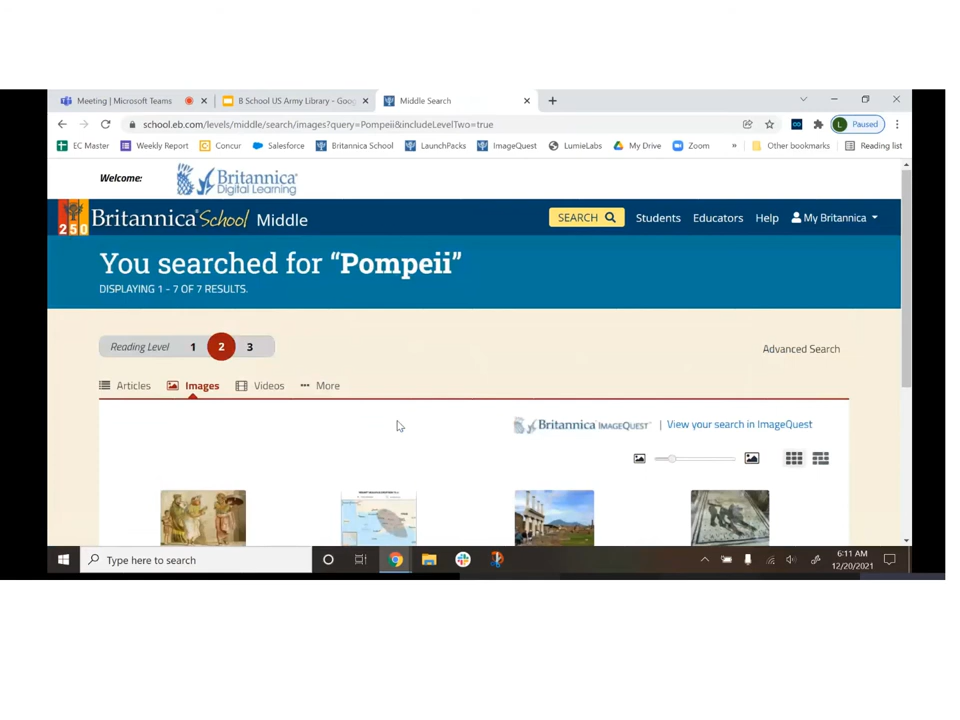 Meeting | Microsoft Teams
B School US Army Library - Goog
Middle Search
school.eb.com/levels/middle/search/images?query=Pompeii&includeLevelTwo=true
L Paused
EC Master Weekly Report Concur Salesforce Britannica School LaunchPacks ImageQuest LumieLabs My Drive Zoom » Other bookmarks Reading list
Welcome: Britannica
Digital Learning
250 Britannica School Middle SEARCH Students Educators Help My Britannica
You searched for “Pompeii”
DISPLAYING 1 - 7 OF 7 RESULTS.
Reading Level 1 2 3
Advanced Search
Articles Images Videos ••• More
Britannica IMAGEQUEST | View your search in ImageQuest
Type here to search
6:11 AM
12/20/2021